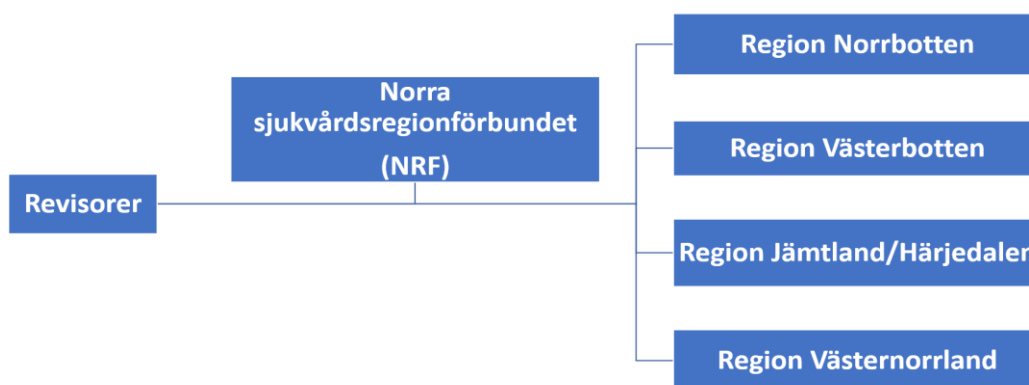 Revisorer
Norra
sjukvårdsregionförbundet
(NRF)
Region Norrbotten
Region Västerbotten
Region Jämtland/Härjedalen
Region Västernorrland